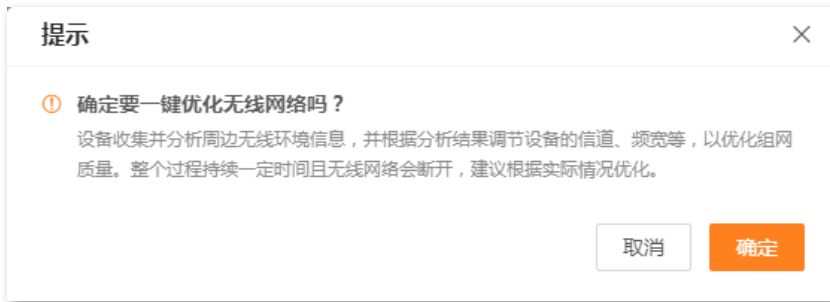 提示
确定要一键优化无线网络吗？
设备收集并分析周边无线环境信息，并根据分析结果调节设备的信道、频宽等，以优化组网
质量。整个过程持续一定时间且无线网络会断开，建议根据实际情况优化。
取消
确定